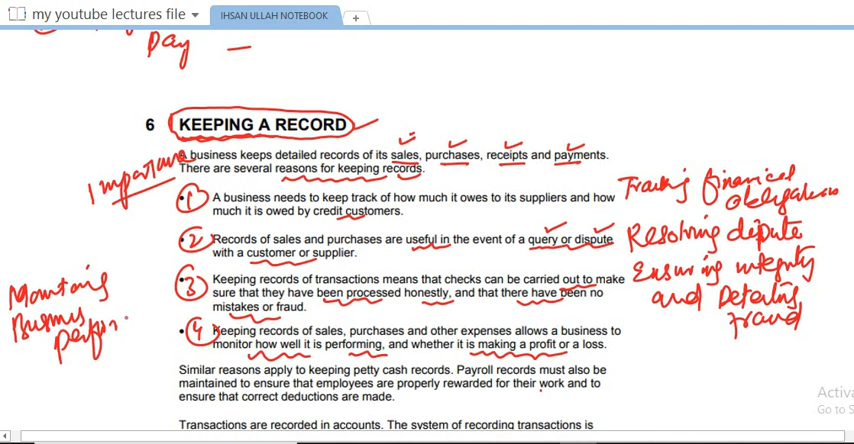 my youtube lectures file
IHSAN ULLAH NOTEBOOK
pay
6 KEEPING A RECORD
A business keeps detailed records of its sales, purchases, receipts and payments.
There are several reasons for keeping records.
1 A business needs to keep track of how much it owes to its suppliers and how
much it is owed by credit customers.
2 Records of sales and purchases are useful in the event of a query or dispute
with a customer or supplier.
3 Keeping records of transactions means that checks can be carried out to make
sure that they have been processed honestly, and that there have been no
mistakes or fraud.
4 Keeping records of sales, purchases and other expenses allows a business to
monitor how well it is performing, and whether it is making a profit or a loss.
Similar reasons apply to keeping petty cash records. Payroll records must also be
maintained to ensure that employees are properly rewarded for their work and to
ensure that correct deductions are made.
Transactions are recorded in accounts. The system of recording transactions is
Tracking financial
obligations
Resolving dispute
Ensuring integrity
and Detecting
fraud
Business
Activa
Go to S